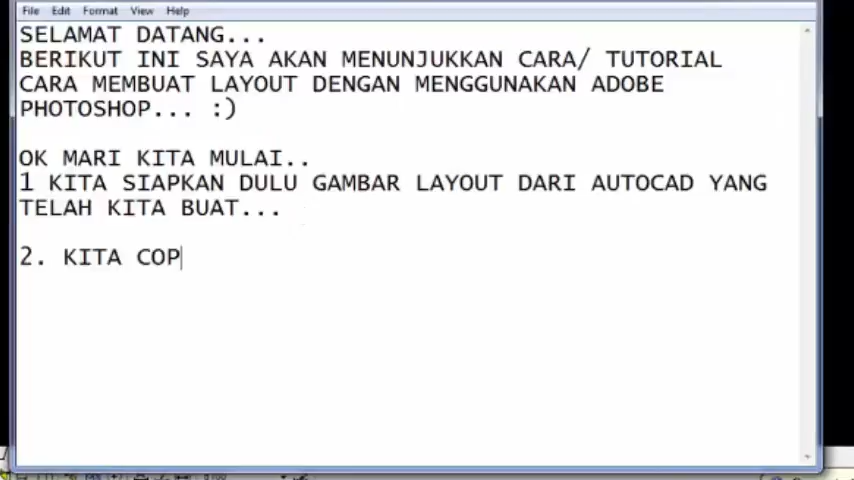 File Edit Format View Help
SELAMAT DATANG...
BERIKUT INI SAYA AKAN MENUNJUKKAN CARA/ TUTORIAL
CARA MEMBUAT LAYOUT DENGAN MENGGUNAKAN ADOBE
PHOTOSHOP... :)
OK MARI KITA MULAI..
1 KITA SIAPKAN DULU GAMBAR LAYOUT DARI AUTOCAD YANG
TELAH KITA BUAT...
2. KITA COP